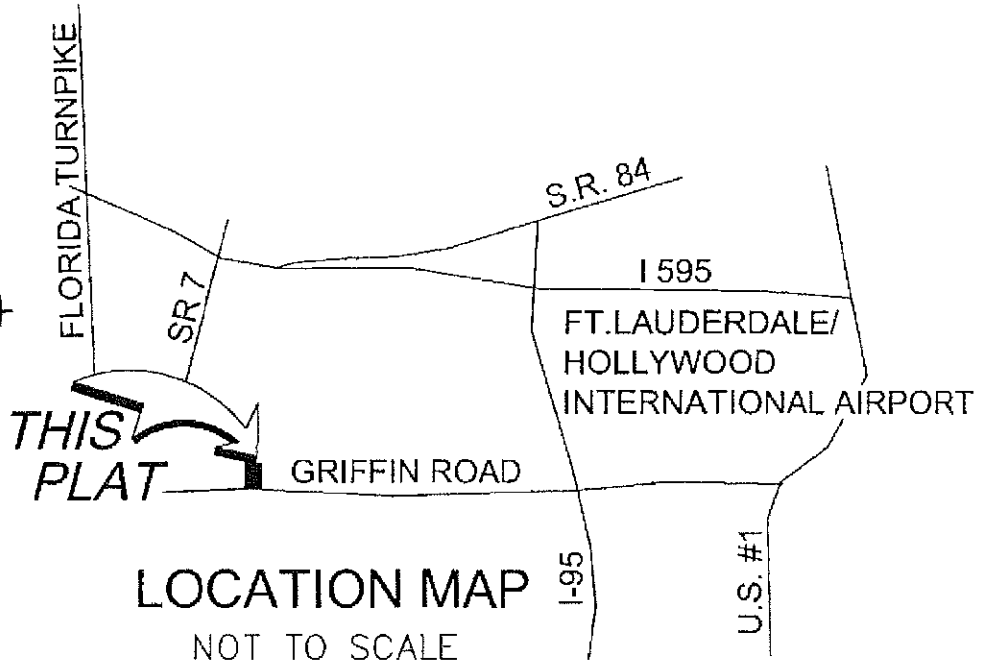 FLORIDA TURNPIKE
SR 7
S.R. 84
I 595
FT.LAUDERDALE/
HOLLYWOOD
INTERNATIONAL AIRPORT
THIS
PLAT
GRIFFIN ROAD
I-95
U.S. #1
LOCATION MAP
NOT TO SCALE